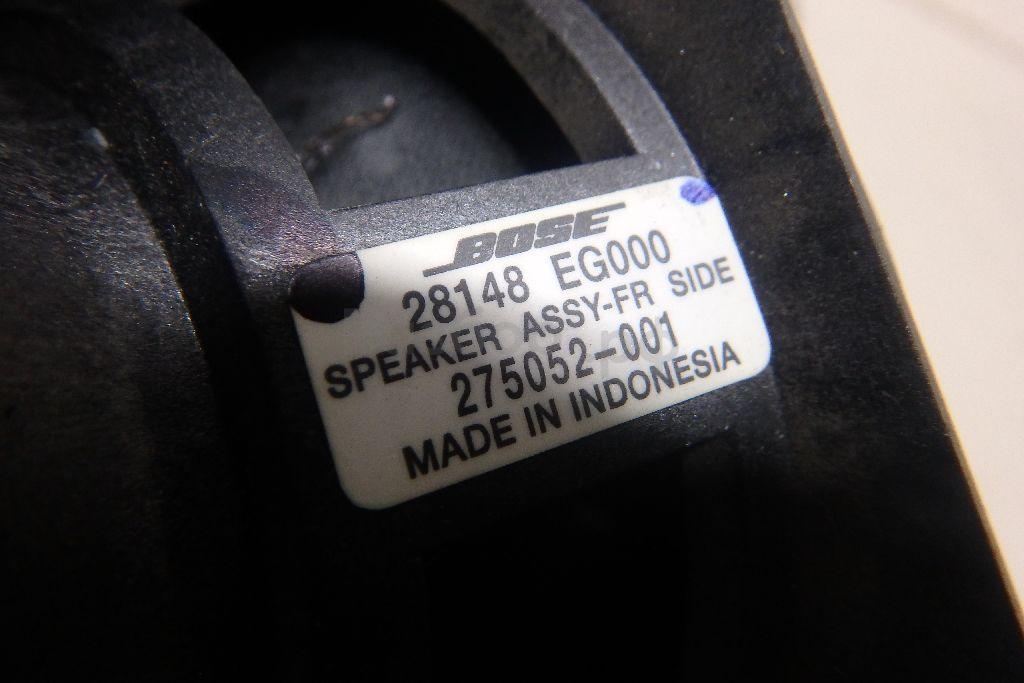 BOSE
28148 EG000
SPEAKER ASSY-FR SIDE
275052-001
MADE IN INDONESIA